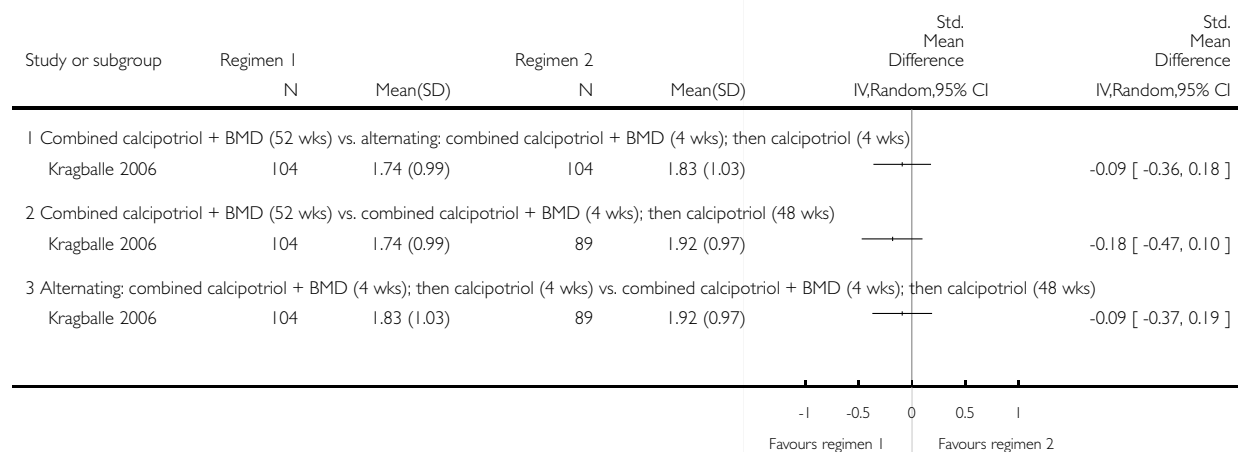 Std.
Mean
Difference
Std.
Mean
Difference
Study or subgroup Regimen 1 Regimen 2
N Mean(SD) N Mean(SD) IV,Random,95% CI IV,Random,95% CI
1 Combined calcipotriol + BMD (52 wks) vs. alternating: combined calcipotriol + BMD (4 wks); then calcipotriol (4 wks)
Kragballe 2006 104 1.74 (0.99) 104 1.83 (1.03) -0.09 [ -0.36, 0.18 ]
2 Combined calcipotriol + BMD (52 wks) vs. combined calcipotriol + BMD (4 wks); then calcipotriol (48 wks)
Kragballe 2006 104 1.74 (0.99) 89 1.92 (0.97) -0.18 [ -0.47, 0.10 ]
3 Alternating: combined calcipotriol + BMD (4 wks); then calcipotriol (4 wks) vs. combined calcipotriol + BMD (4 wks); then calcipotriol (48 wks)
Kragballe 2006 104 1.83 (1.03) 89 1.92 (0.97) -0.09 [ -0.37, 0.19 ]
-1 -0.5 0 0.5 1
Favours regimen 1 Favours regimen 2